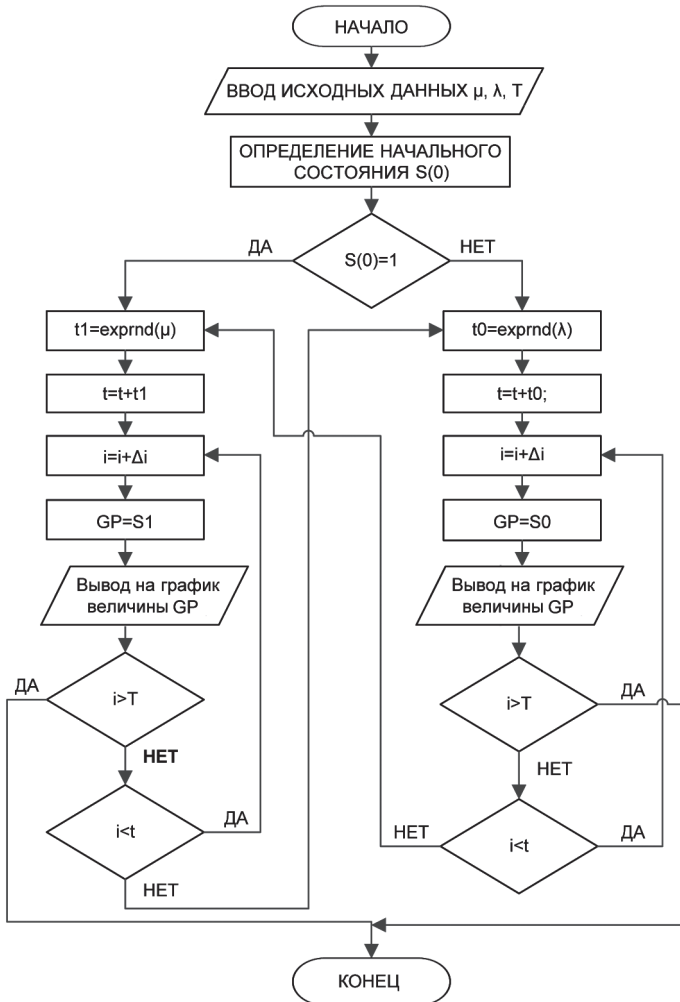 НАЧАЛО
ВВОД ИСХОДНЫХ ДАННЫХ μ, λ, T
ОПРЕДЕЛЕНИЕ НАЧАЛЬНОГО
СОСТОЯНИЯ S(0)
ДА
S(0)=1
НЕТ
t1=exprnd(μ)
t=t+t1
i=i+Δi
GP=S1
Вывод на график
величины GP
ДА
i>T
НЕТ
i<t
ДА
НЕТ
t0=exprnd(λ)
t=t+t0;
i=i+Δi
GP=S0
Вывод на график
величины GP
i>T
ДА
НЕТ
НЕТ
i<t
ДА
КОНЕЦ